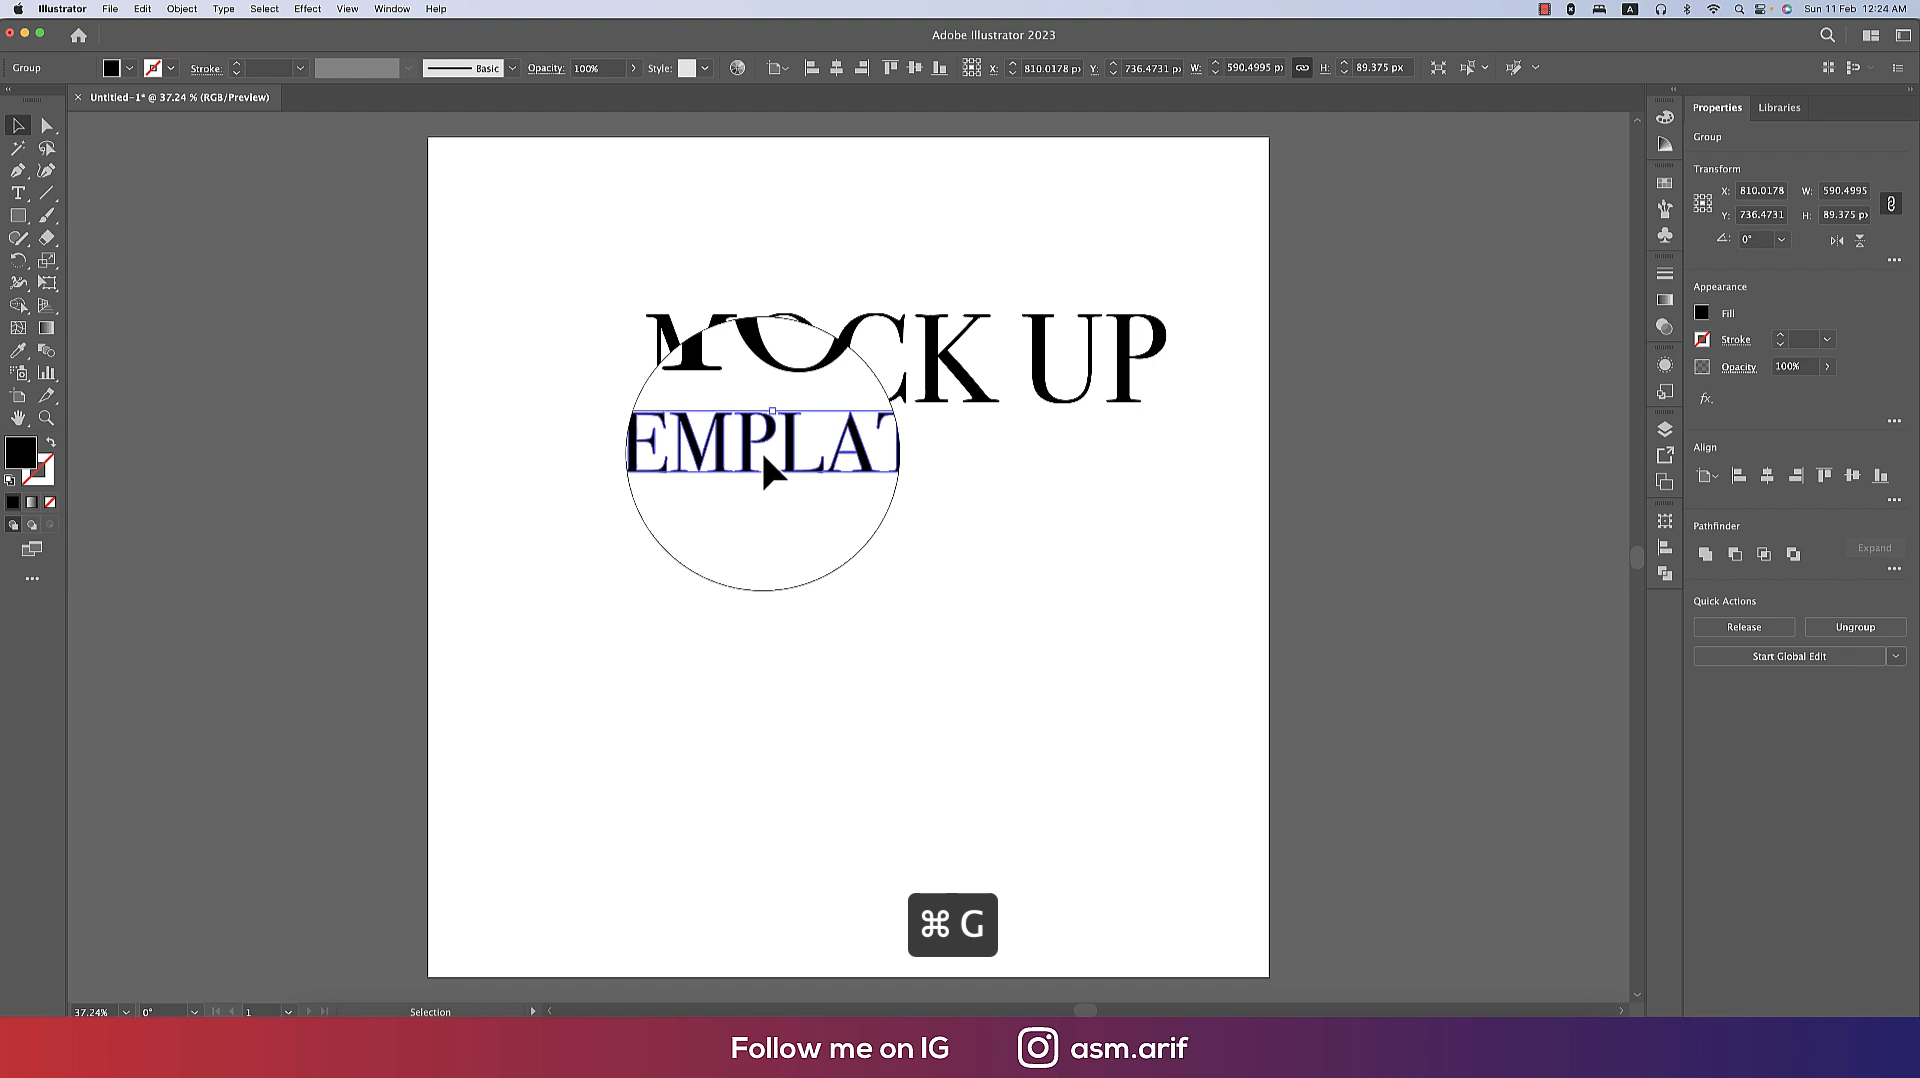 Illustrator File Edit Object Type Select Effect View Window Help
A
Sun 11 Feb 12:24 AM
Adobe Illustrator 2023
Group Stroke: Basic Opacity: 100% Style: X: 810.0178 px Y: 736.4731 px W: 590.4995 px H: 89.375 px
× Untitled-1* @ 37.24 % (RGB/Preview)
Properties Libraries
Group
Transform
X: 810.0178 W: 590.4995
Y: 736.4731 H: 89.375 px
0°
Appearance
Fill
Stroke
Opacity 100%
fx.
Align
Pathfinder
Expand
Quick Actions
Release Ungroup
Start Global Edit
MOCK UP
EMPLAT
⌘ G
37.24% 0° 1 Selection
Follow me on IG asm.arif